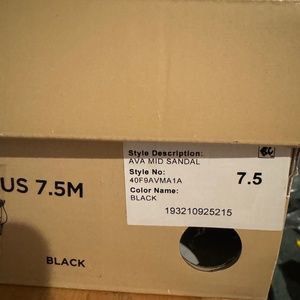 Style Description:
AVA MID SANDAL
Style No:
40F9AVMA1A
7.5
Color Name:
BLACK
193210925215
US 7.5M
BLACK